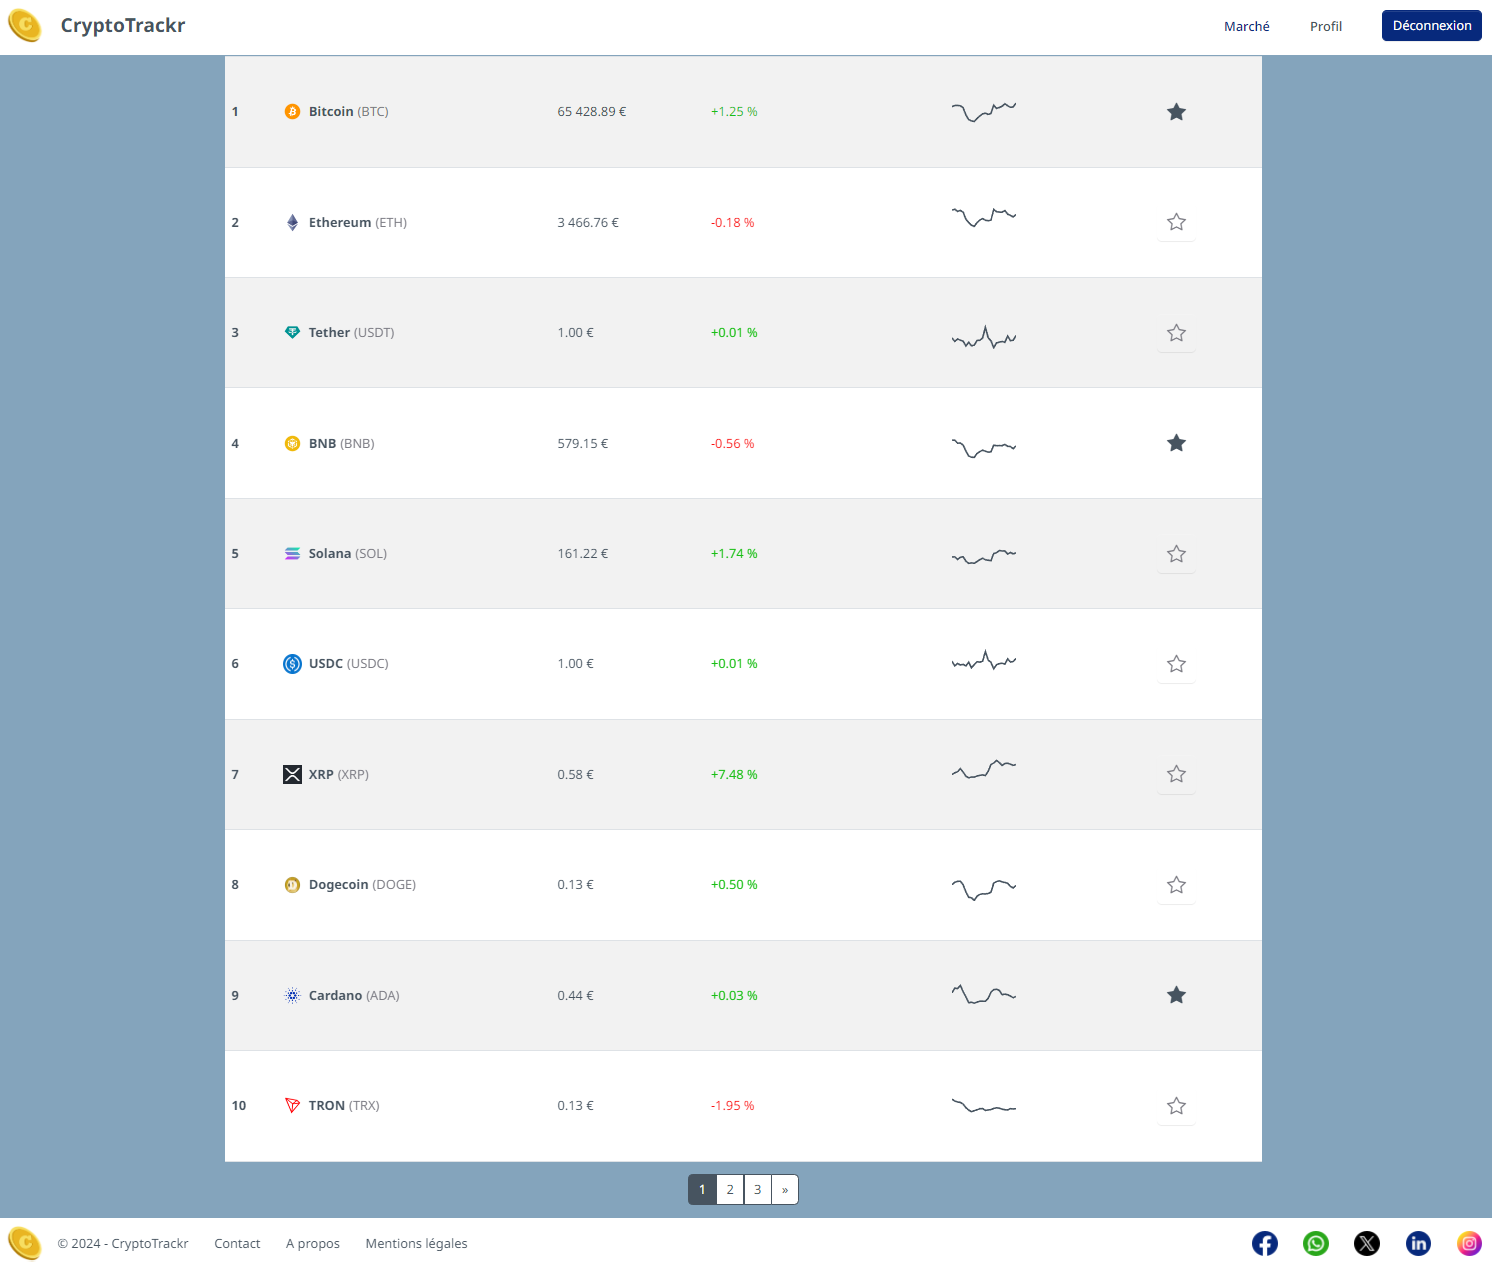 CryptoTrackr Marché Profil Déconnexion
1 Bitcoin (BTC) 65 428.89 € +1.25 %
2 Ethereum (ETH) 3 466.76 € -0.18 %
3 Tether (USDT) 1.00 € +0.01 %
4 BNB (BNB) 579.15 € -0.56 %
5 Solana (SOL) 161.22 € +1.74 %
6 USDC (USDC) 1.00 € +0.01 %
7 XRP (XRP) 0.58 € +7.48 %
8 Dogecoin (DOGE) 0.13 € +0.50 %
9 Cardano (ADA) 0.44 € +0.03 %
10 TRON (TRX) 0.13 € -1.95 %
1 2 3 »
© 2024 - CryptoTrackr Contact A propos Mentions légales